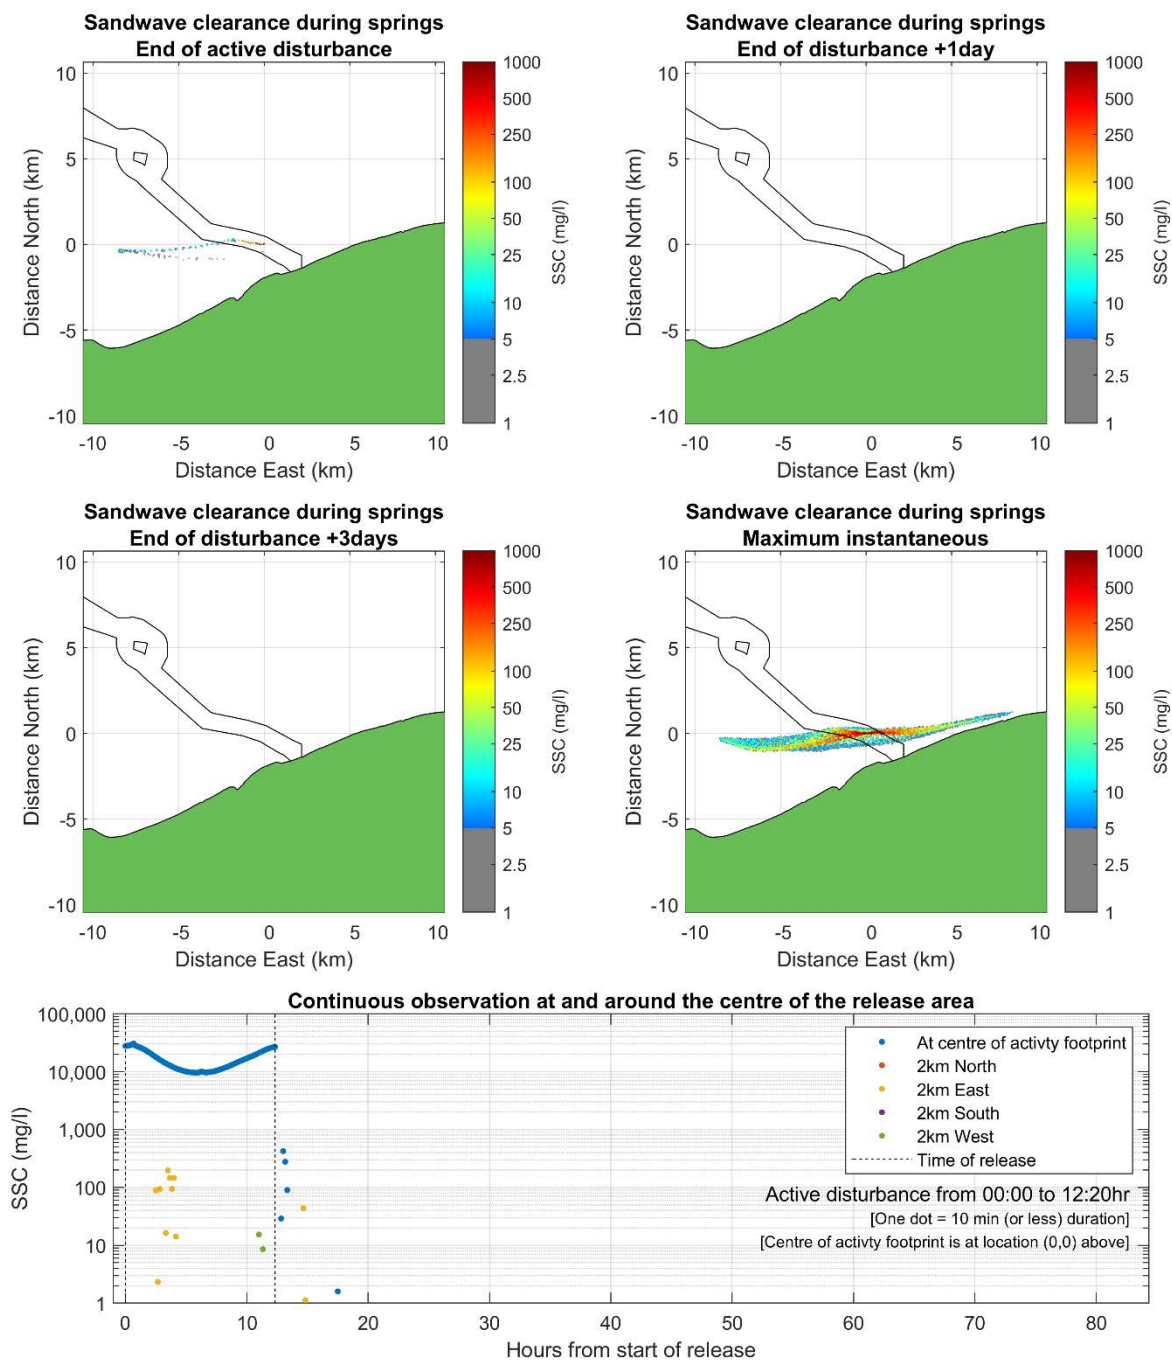 Sandwave clearance during springs
End of active disturbance
10
5
0
-5
-10
Distance North (km)
-10 -5 0 5 10
Distance East (km)
1000
500
250
100
50
25
10
5
2.5
1
SSC (mg/l)
Sandwave clearance during springs
End of disturbance +1day
10
5
0
-5
-10
Distance North (km)
-10 -5 0 5 10
Distance East (km)
1000
500
250
100
50
25
10
5
2.5
1
SSC (mg/l)
Sandwave clearance during springs
End of disturbance +3days
10
5
0
-5
-10
Distance North (km)
-10 -5 0 5 10
Distance East (km)
1000
500
250
100
50
25
10
5
2.5
1
SSC (mg/l)
Sandwave clearance during springs
Maximum instantaneous
10
5
0
-5
-10
Distance North (km)
-10 -5 0 5 10
Distance East (km)
1000
500
250
100
50
25
10
5
2.5
1
SSC (mg/l)
Continuous observation at and around the centre of the release area
100,000
10,000
1,000
100
10
1
SSC (mg/l)
At centre of activty footprint
2km North
2km East
2km South
2km West
Time of release
Active disturbance from 00:00 to 12:20hr
[One dot = 10 min (or less) duration]
[Centre of activty footprint is at location (0,0) above]
0 10 20 30 40 50 60 70 80
Hours from start of release